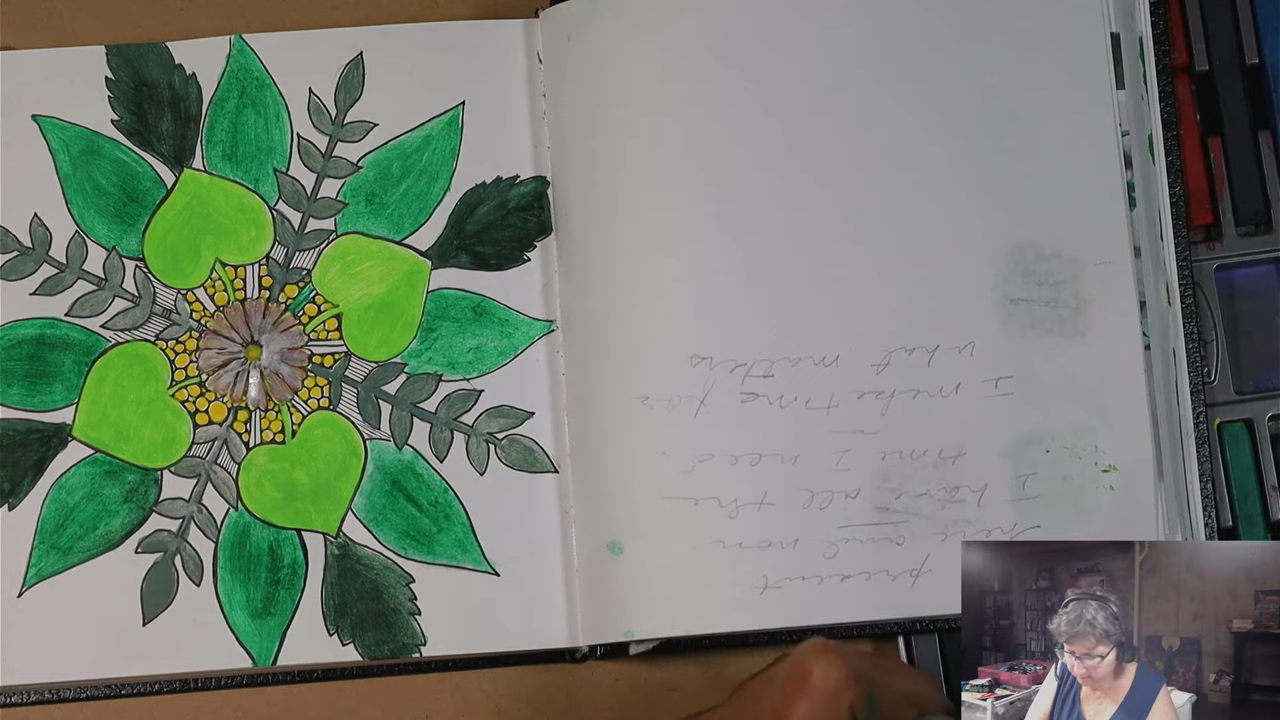 present
here and now
I have all the
time I need.
I make time for
what matters